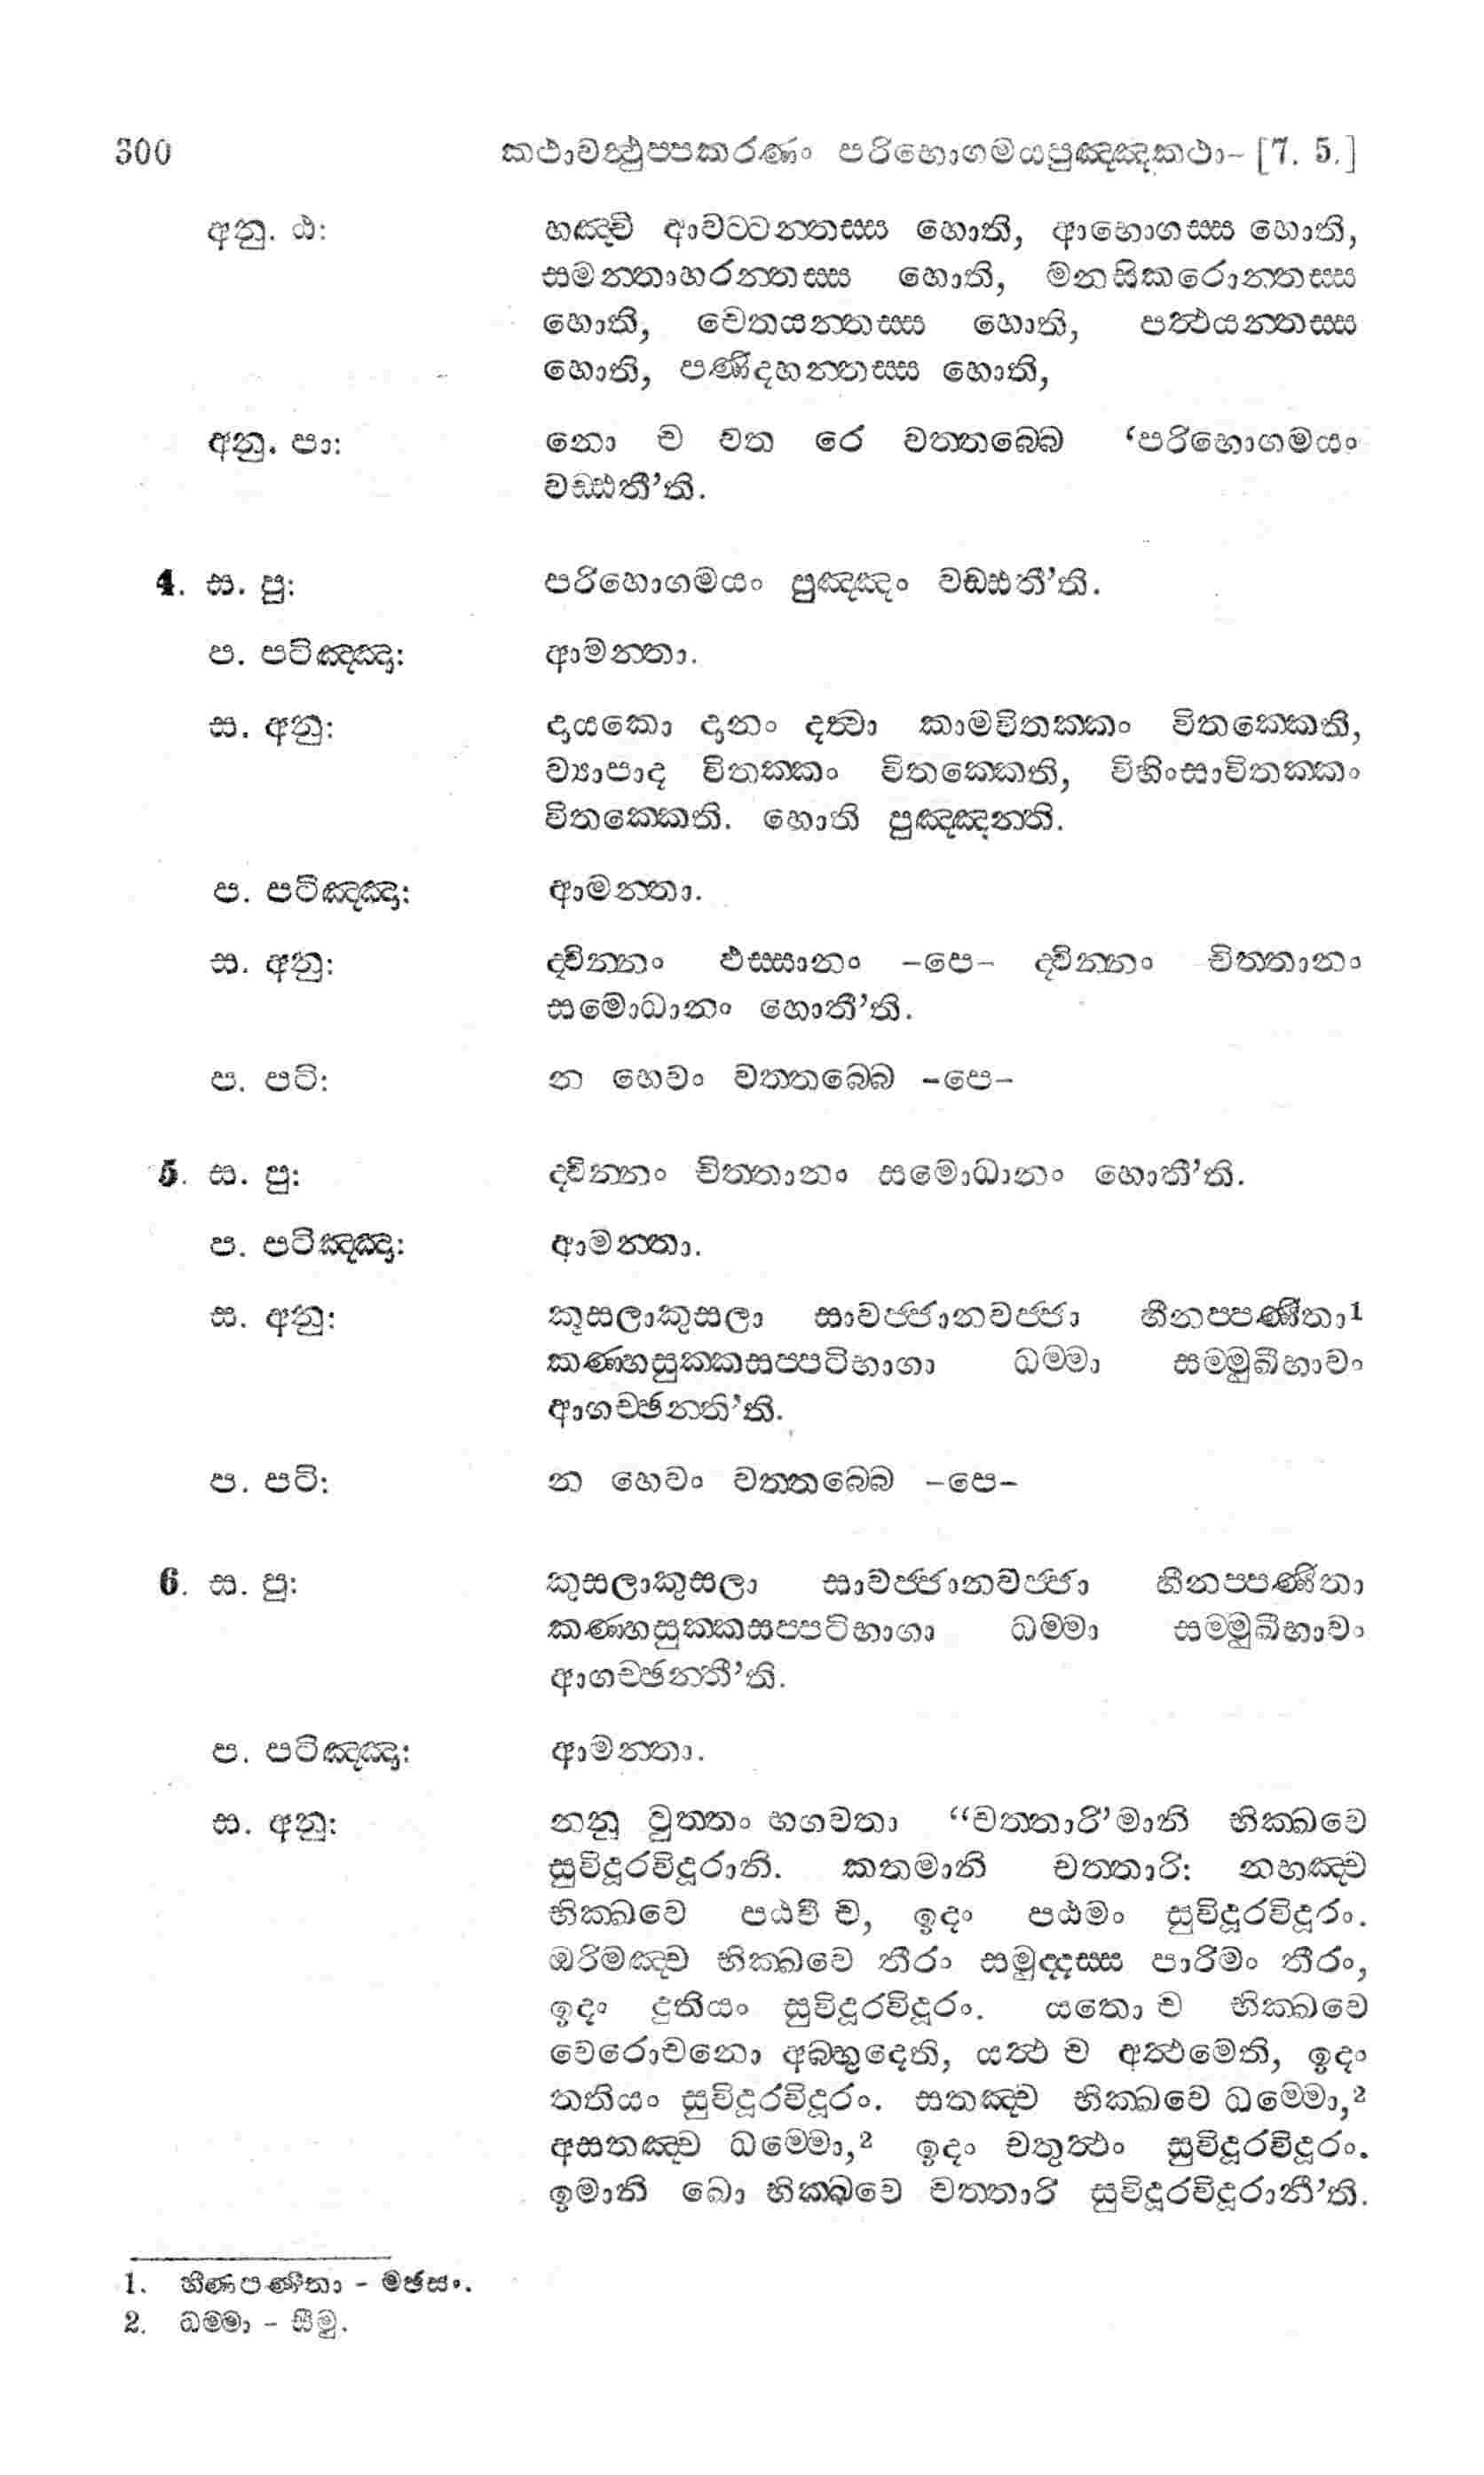 300 කථාවත්ථුප්පකරණං පරිභොගමයපුඤ්ඤකථා- [7. 5.]
අනු. ඨ: හඤ්චි ආවට්ටන්තස්ස හොති, ආභොගස්ස හොති,
සමන්නාහරන්තස්ස හොති, මනසිකරොන්තස්ස
හොති, චෙතයන්තස්ස හොති, පත්ථයන්තස්ස
හොති, පණිදහන්තස්ස හොති,
අනු. පා: නො ච වත රෙ වත්තබ්බෙ ‘පරිභොගමයං
වඩ්ඪතී’ති.
4. ස. පු: පරිභොගමයං පුඤ්ඤං වඩ්ඪතී’ති.
ප. පටිඤ්ඤා: ආමන්තා.
ස. අනු: දායකො දානං දත්වා කාමවිතක්කං විතක්කෙති,
ව්‍යාපාද විතක්කං විතක්කෙති, විහිංසාවිතක්කං
විතක්කෙති. හොති පුඤ්ඤන්ති.
ප. පටිඤ්ඤා: ආමන්තා.
ස. අනු: ද්වින්නං ඵස්සානං -පෙ- ද්වින්නං චිත්තානං
සමොධානං හොතී’ති.
ප. පටි: න හෙවං වත්තබ්බෙ -පෙ-
5. ස. පු: ද්වින්නං චිත්තානං සමොධානං හොතී’ති.
ප. පටිඤ්ඤා: ආමන්තා.
ස. අනු: කුසලාකුසලා සාවජ්ජානවජ්ජා හීනප්පණීතා1
කණ්හසුක්කසප්පටිභාගා ධම්මා සම්මුඛීභාවං
ආගච්ඡන්ති’ති.
ප. පටි: න හෙවං වත්තබ්බෙ -පෙ-
6. ස. පු: කුසලාකුසලා සාවජ්ජානවජ්ජා හීනප්පණීතා
කණ්හසුක්කසප්පටිභාගා ධම්මා සම්මුඛීභාවං
ආගච්ඡන්තී’ති.
ප. පටිඤ්ඤා: ආමන්තා.
ස. අනු: නනු වුත්තං භගවතා “චත්තාරි’මානි භික්ඛවෙ
සුවිදූරවිදූරානි. කතමානි චත්තාරි: නභඤ්ච
භික්ඛවෙ පඨවී ච, ඉදං පඨමං සුවිදූරවිදූරං.
ඔරිමඤ්ච භික්ඛවෙ තීරං සමුද්දස්ස පාරිමං තීරං,
ඉදං දුතියං සුවිදූරවිදූරං. යතො ච භික්ඛවෙ
වෙරොචනො අබ්භුදෙති, යත්ථ ච අත්ථමෙති, ඉදං
තතියං සුවිදූරවිදූරං. සතඤ්ච භික්ඛවෙ ධම්මො,2
අසතඤ්ච ධම්මො,2 ඉදං චතුත්ථං සුවිදූරවිදූරං.
ඉමානි ඛො භික්ඛවෙ චත්තාරි සුවිදූරවිදූරානී’ති.
1. හීණපණීතා - මඡසං.
2. ධම්මා - සීමු.